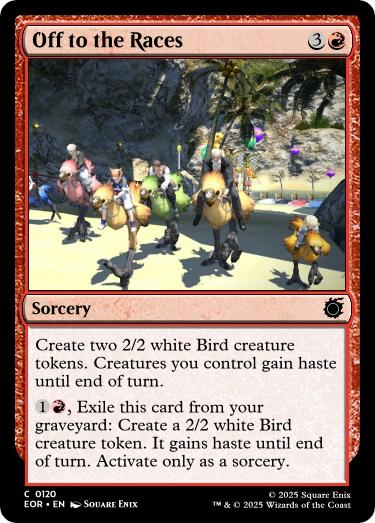 Off to the Races 3
Sorcery
Create two 2/2 white Bird creature
tokens. Creatures you control gain haste
until end of turn.
1 , Exile this card from your
graveyard: Create a 2/2 white Bird
creature token. It gains haste until end
of turn. Activate only as a sorcery.
C 0120 © 2025 Square Enix
EOR • EN SQUARE ENIX ™ & © 2025 Wizards of the Coast